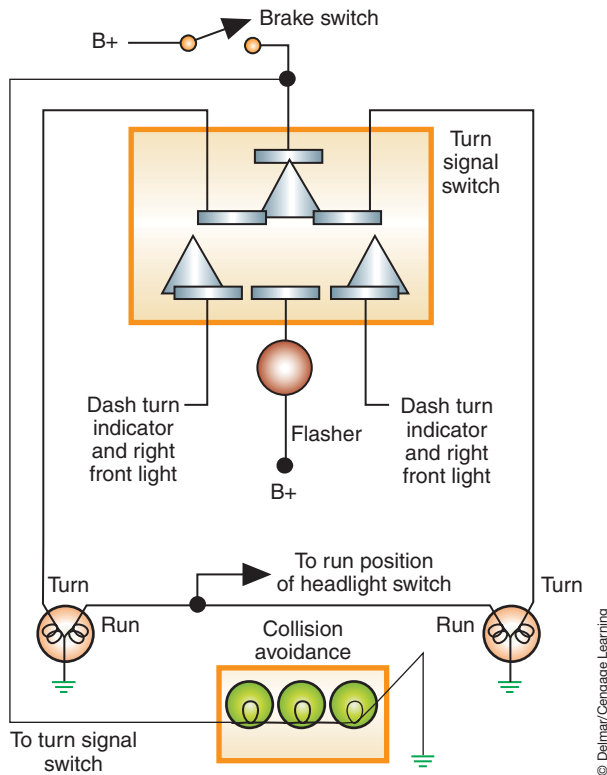 Brake switch
B+
Turn
signal
switch
Dash turn
indicator
and right
front light
Flasher
B+
Dash turn
indicator
and right
front light
To run position
of headlight switch
Turn
Run
Collision
avoidance
Run
Turn
To turn signal
switch
© Delmar/Cengage Learning